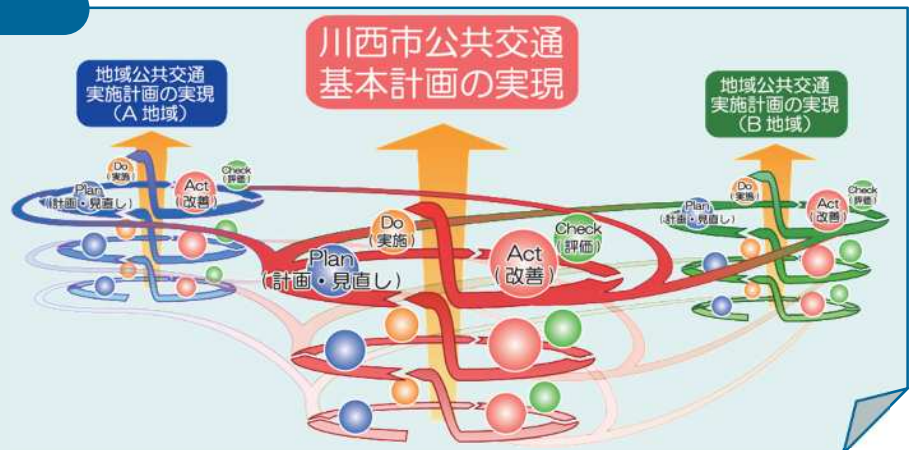 川西市公共交通
基本計画の実現
地域公共交通
実施計画の実現
(A 地域)
地域公共交通
実施計画の実現
(B 地域)
Do
(実施)
Check
(評価)
Plan
(計画・見直し)
Act
(改善)
Do
(実施)
Check
(評価)
Plan
(計画・見直し)
Act
(改善)
Do
(実施)
Check
(評価)
Plan
(計画・見直し)
Act
(改善)